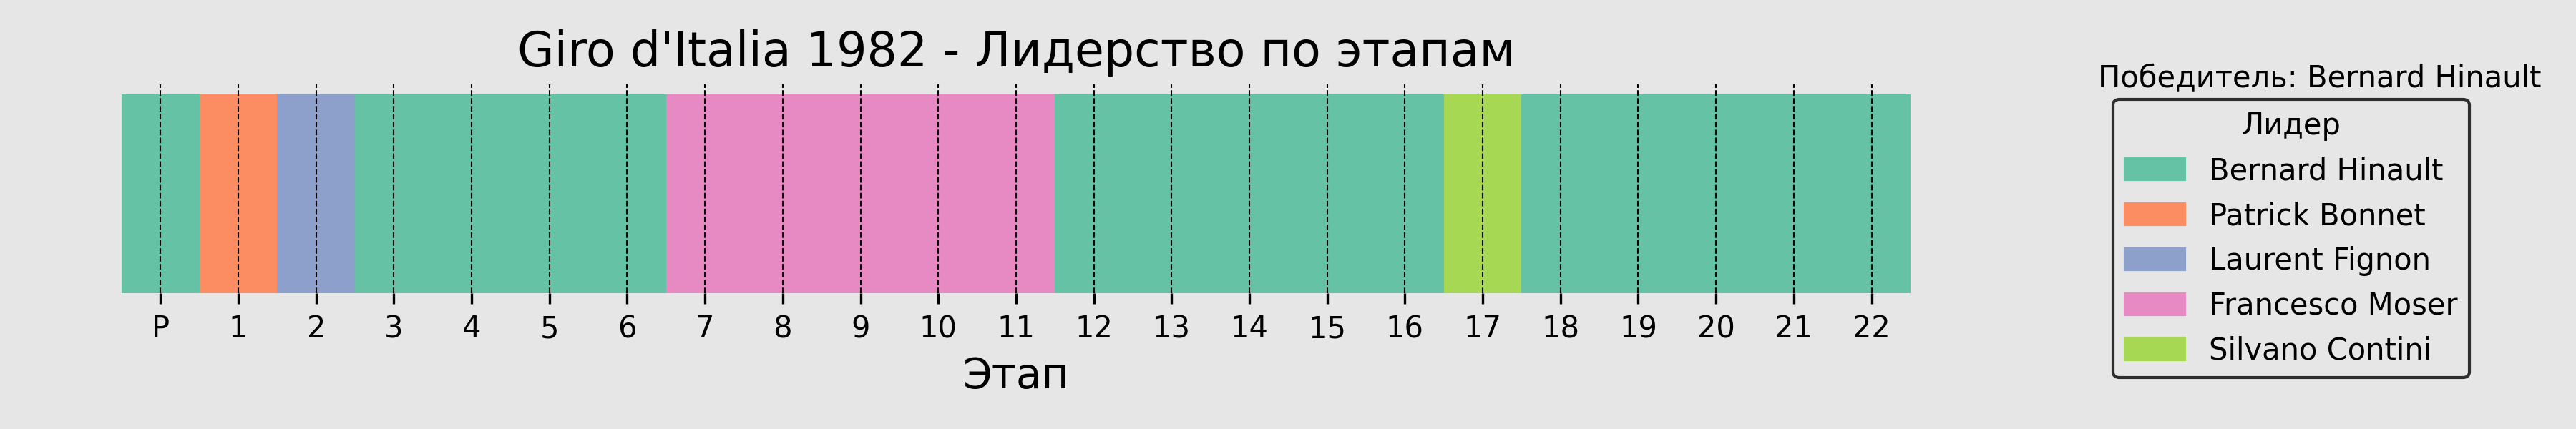 Giro d'Italia 1982 - Лидерство по этапам
P 1 2 3 4 5 6 7 8 9 10 11 12 13 14 15 16 17 18 19 20 21 22
Этап
Победитель: Bernard Hinault
Лидер
Bernard Hinault
Patrick Bonnet
Laurent Fignon
Francesco Moser
Silvano Contini